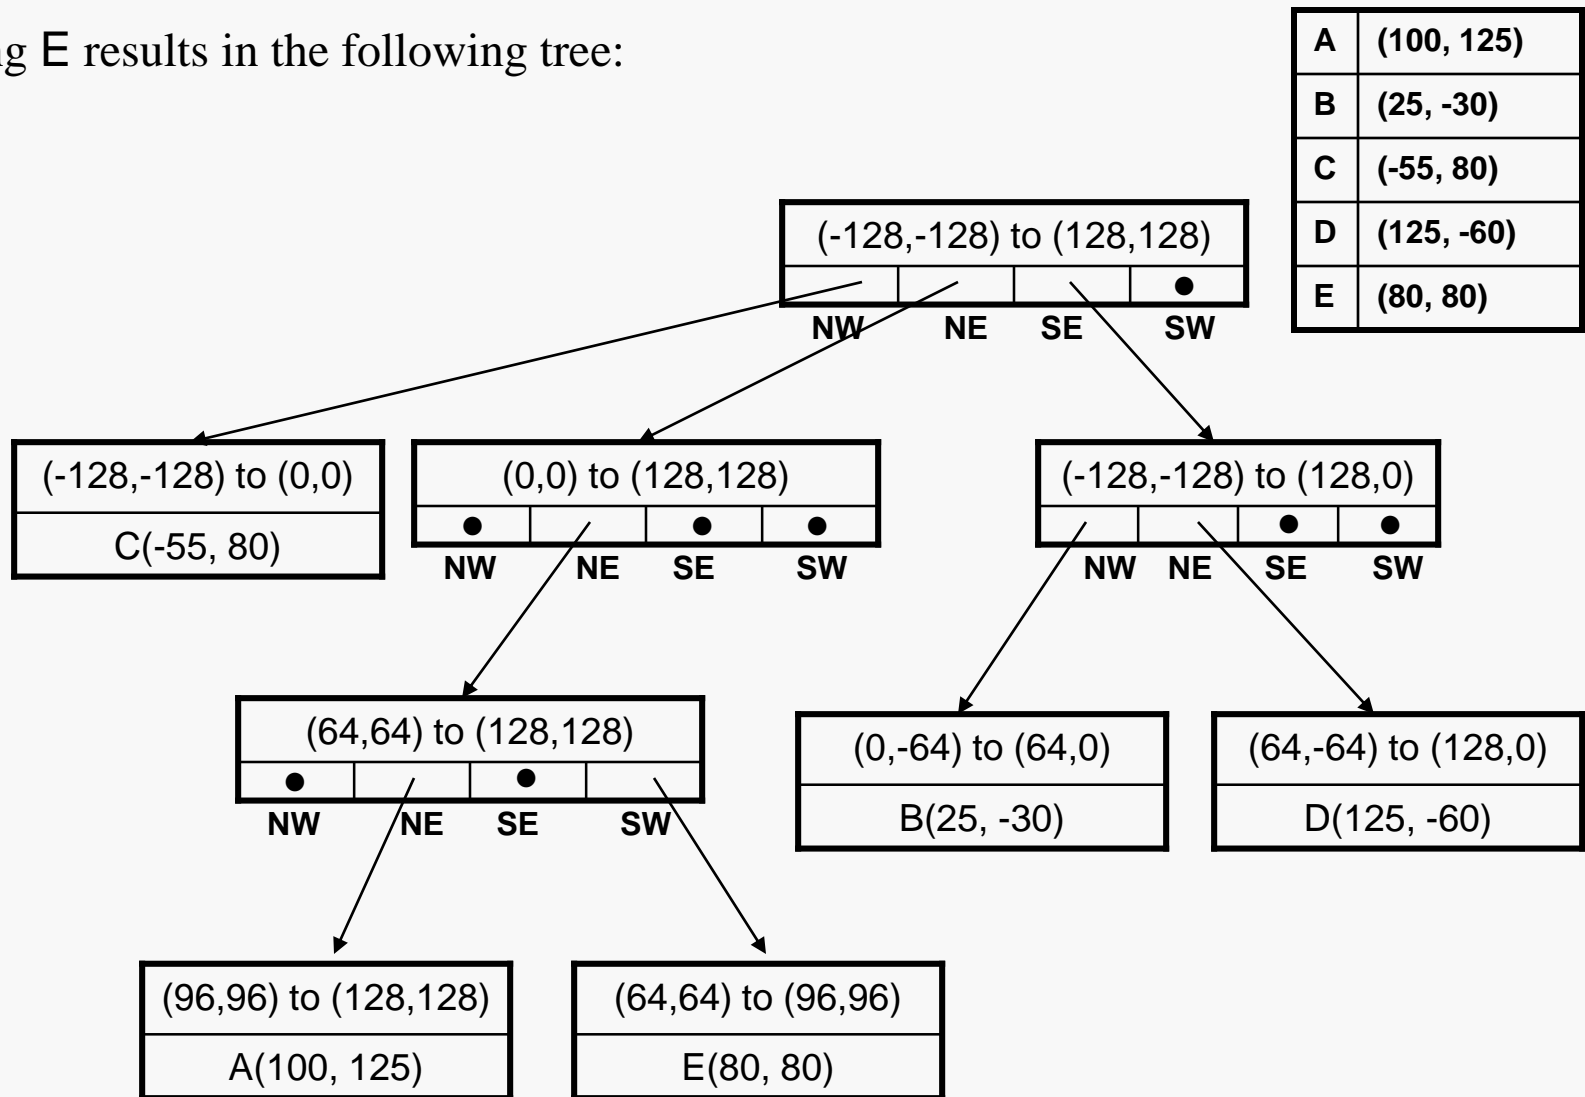 ng E results in the following tree:
A (100, 125)
B (25, -30)
C (-55, 80)
D (125, -60)
E (80, 80)
(-128,-128) to (128,128)
NW NE SE SW
(-128,-128) to (0,0)
C(-55, 80)
(0,0) to (128,128)
NW NE SE SW
(-128,-128) to (128,0)
NW NE SE SW
(64,64) to (128,128)
NW NE SE SW
(0,-64) to (64,0)
B(25, -30)
(64,-64) to (128,0)
D(125, -60)
(96,96) to (128,128)
A(100, 125)
(64,64) to (96,96)
E(80, 80)